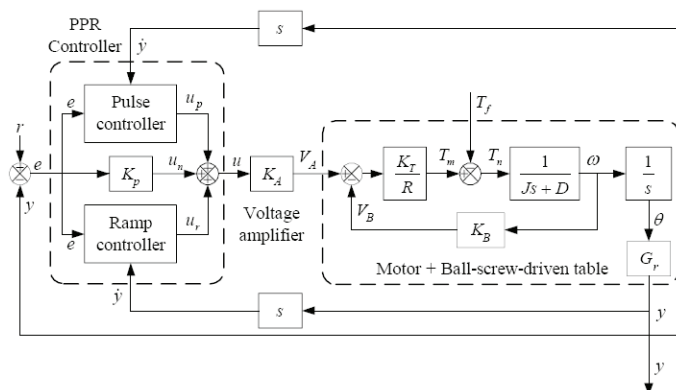 PPR
Controller
s
ẏ
Pulse
controller
e
u_p
r
e
K_p
u_n
u
K_A
V_A
Voltage
amplifier
y
e
Ramp
controller
u_r
ẏ
s
T_f
K_T
R
T_m
T_n
1
Js + D
ω
1
s
V_B
K_B
θ
G_r
Motor + Ball-screw-driven table
y
y